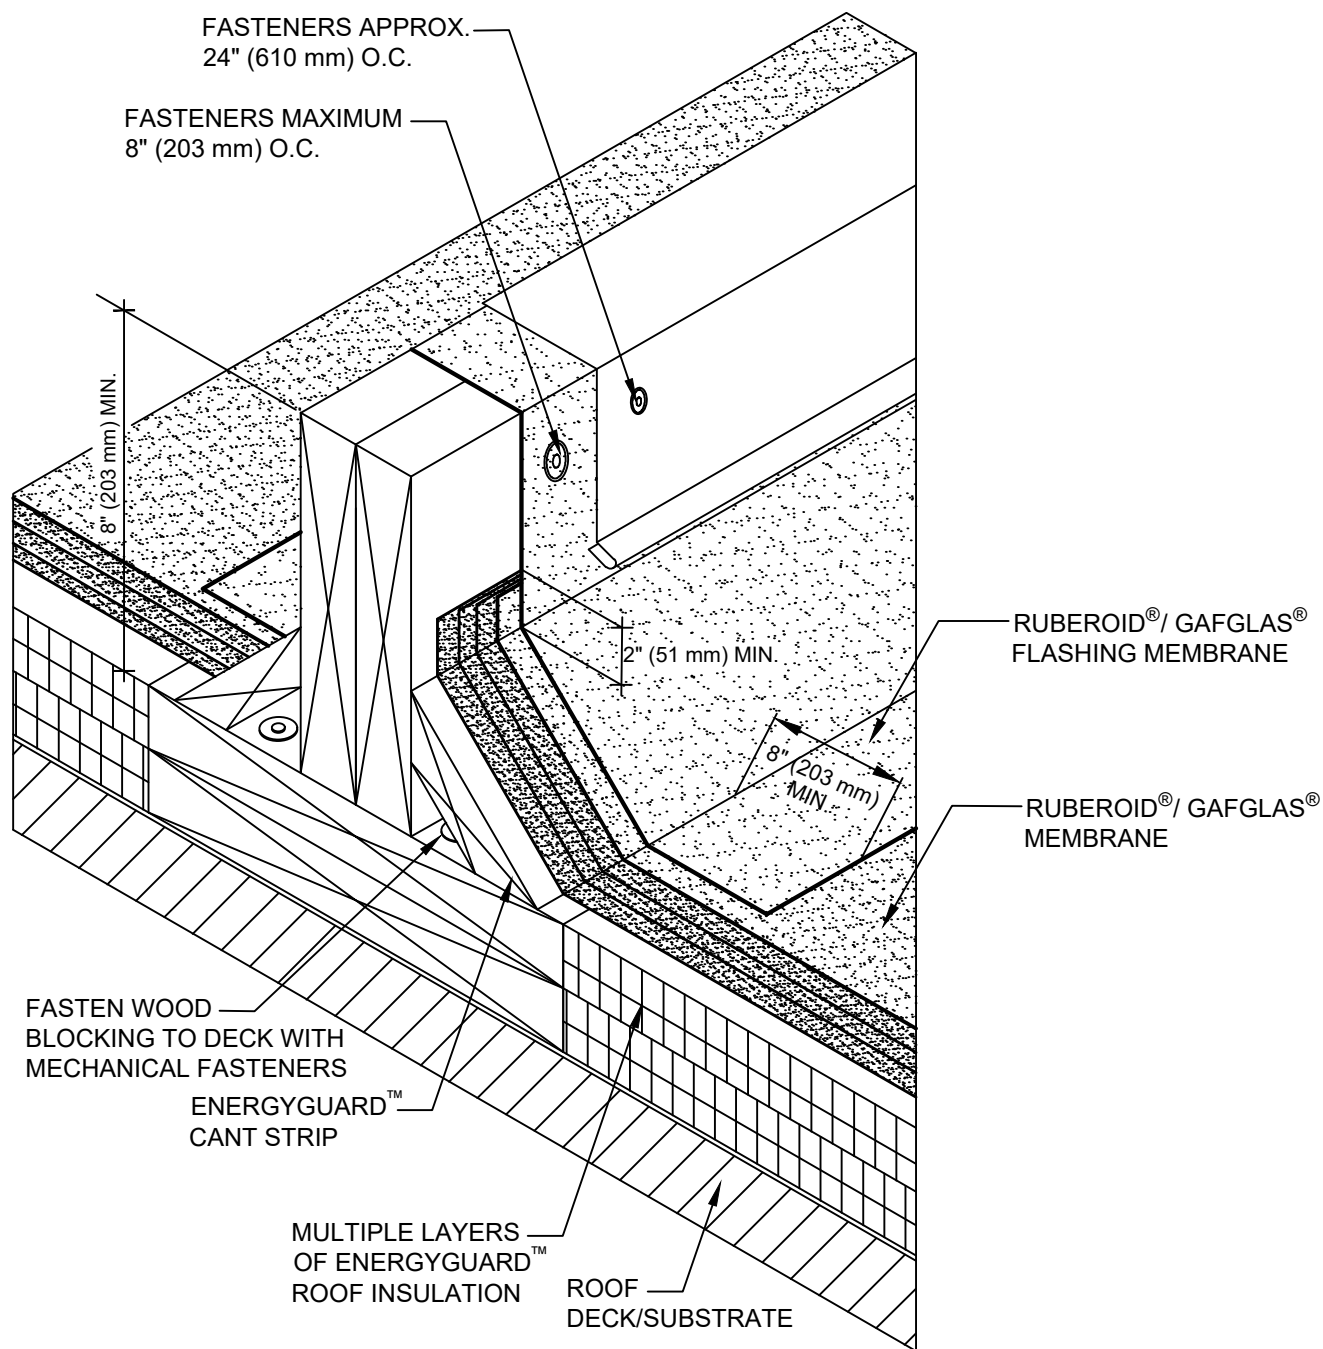 FASTENERS APPROX.
24" (610 mm) O.C.
FASTENERS MAXIMUM
8" (203 mm) O.C.
8" (203 mm) MIN.
2" (51 mm) MIN.
RUBEROID®/ GAFGLAS®
FLASHING MEMBRANE
8" (203 mm)
MIN.
RUBEROID®/ GAFGLAS®
MEMBRANE
FASTEN WOOD
BLOCKING TO DECK WITH
MECHANICAL FASTENERS
ENERGYGUARD™
CANT STRIP
MULTIPLE LAYERS
OF ENERGYGUARD™
ROOF INSULATION
ROOF
DECK/SUBSTRATE